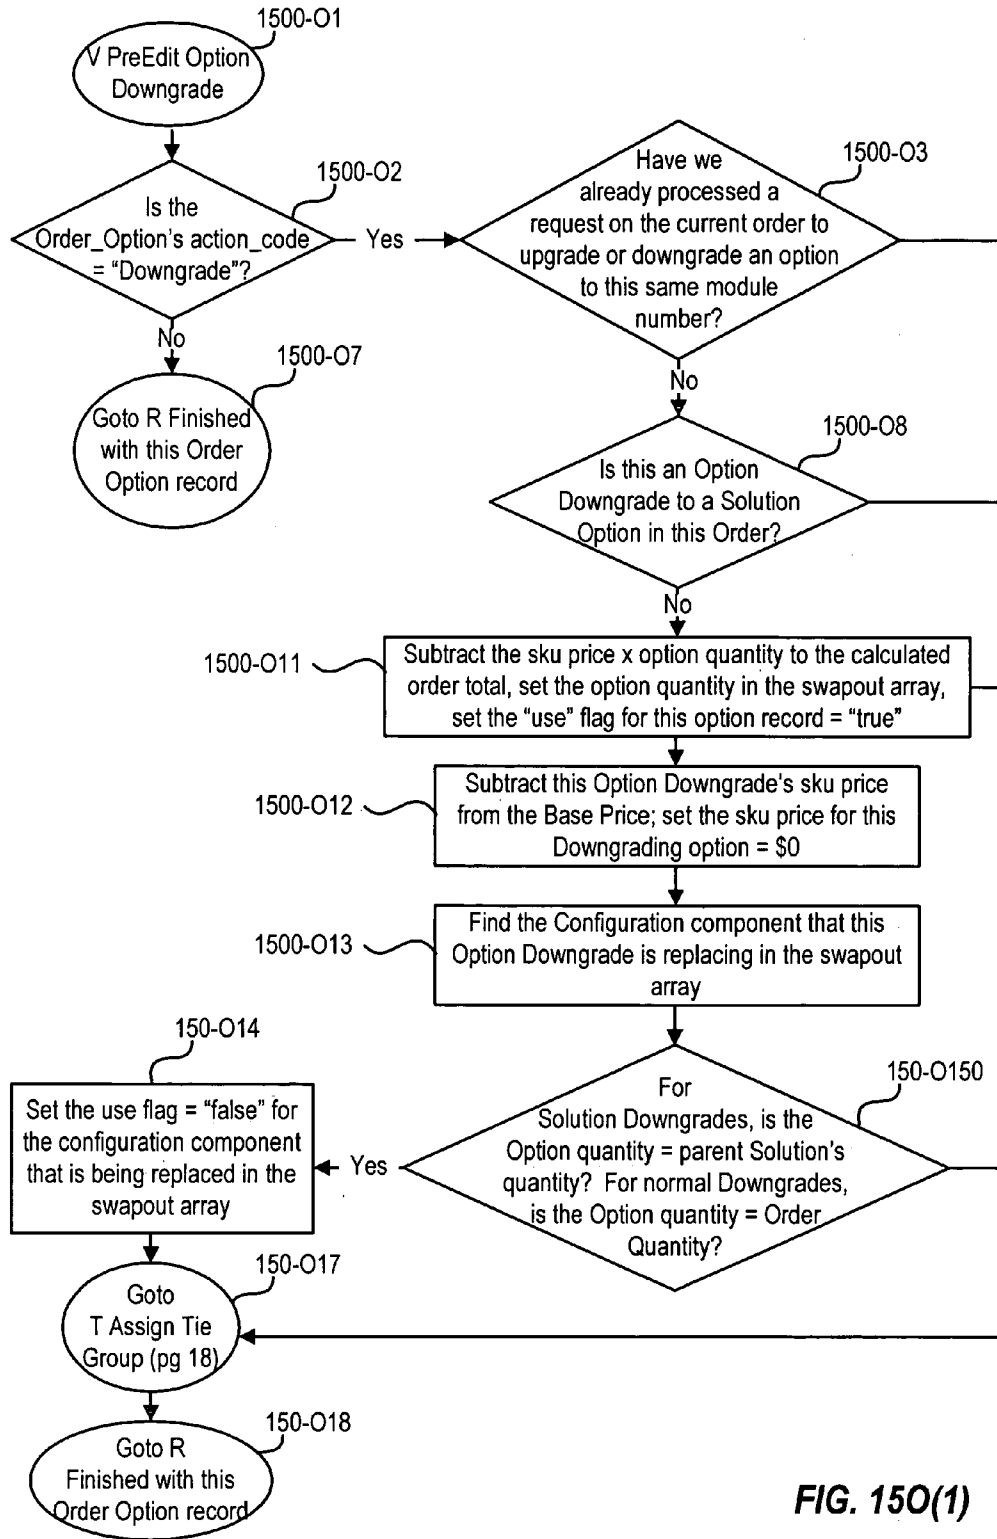 1500-O1
V PreEdit Option
Downgrade
1500-O2
Is the
Order_Option's action_code
= "Downgrade"?
Yes
No
1500-O3
Have we
already processed a
request on the current order to
upgrade or downgrade an option
to this same module
number?
No
1500-O7
Goto R Finished
with this Order
Option record
1500-O8
Is this an Option
Downgrade to a Solution
Option in this Order?
No
1500-O11
Subtract the sku price x option quantity to the calculated
order total, set the option quantity in the swapout array,
set the "use" flag for this option record = "true"
1500-O12
Subtract this Option Downgrade's sku price
from the Base Price; set the sku price for this
Downgrading option = $0
1500-O13
Find the Configuration component that this
Option Downgrade is replacing in the swapout
array
150-O150
For
Solution Downgrades, is the
Option quantity = parent Solution's
quantity? For normal Downgrades,
is the Option quantity = Order
Quantity?
Yes
150-O14
Set the use flag = "false" for
the configuration component
that is being replaced in the
swapout array
150-O17
Goto
T Assign Tie
Group (pg 18)
150-O18
Goto R
Finished with this
Order Option record
FIG. 15O(1)